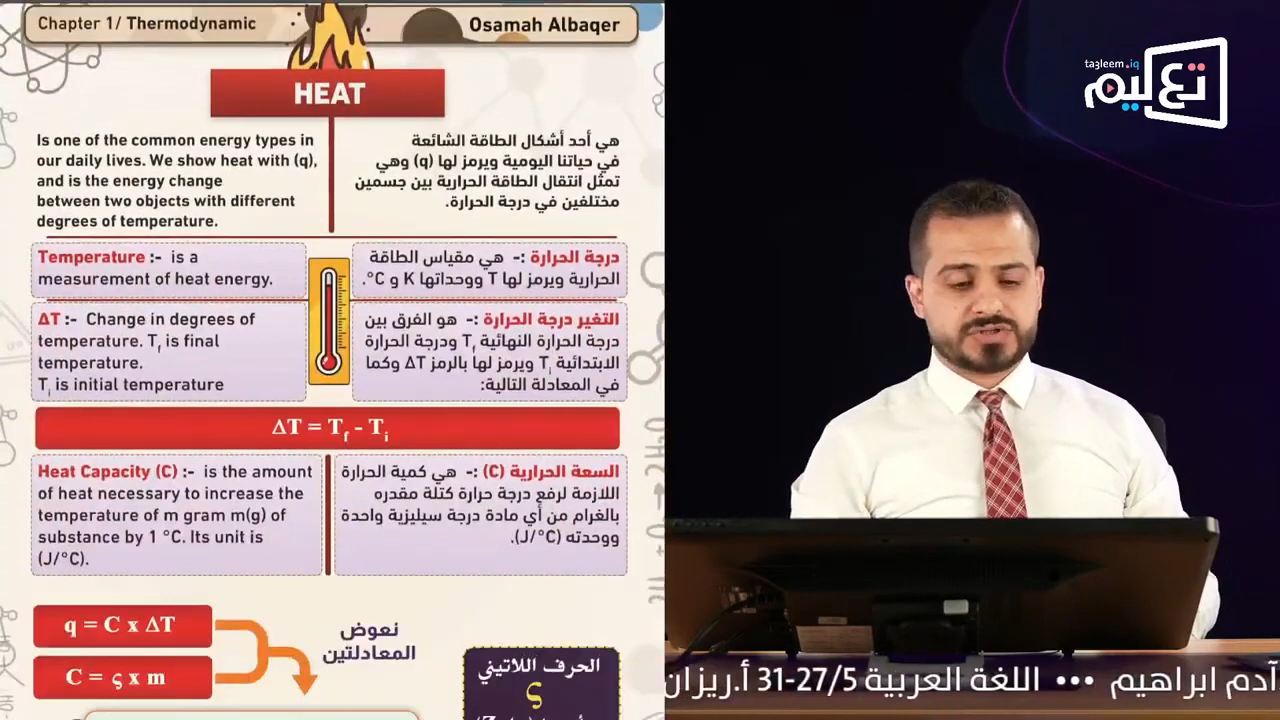 Chapter 1/ Thermodynamic
Osamah Albaqer
HEAT
Is one of the common energy types in
our daily lives. We show heat with (q),
and is the energy change
between two objects with different
degrees of temperature.
هي أحد أشكال الطاقة الشائعة
في حياتنا اليومية ويرمز لها (q) وهي
تمثل انتقال الطاقة الحرارية بين جسمين
مختلفين في درجة الحرارة.
Temperature :- is a
measurement of heat energy.
درجة الحرارة :- هي مقياس الطاقة
الحرارية ويرمز لها T ووحداتها K و C°.
ΔT :- Change in degrees of
temperature. Tf is final
temperature.
Ti is initial temperature
التغير درجة الحرارة :- هو الفرق بين
درجة الحرارة النهائية Tf ودرجة الحرارة
الابتدائية Ti ويرمز لها بالرمز ΔT وكما
في المعادلة التالية:
ΔT = Tf - Ti
Heat Capacity (C) :- is the amount
of heat necessary to increase the
temperature of m gram m(g) of
substance by 1 °C. Its unit is
(J/°C).
السعة الحرارية (C) :- هي كمية الحرارة
اللازمة لرفع درجة حرارة كتلة مقدره
بالغرام من أي مادة درجة سيليزية واحدة
ووحدته (J/°C).
q = C x ΔT
C = ς x m
نعوض
المعادلتين
الحرف اللاتيني
ς
ta3leem.iq
تعليم
آدم ابراهيم ••• اللغة العربية 27/5-31 أ.ريزان